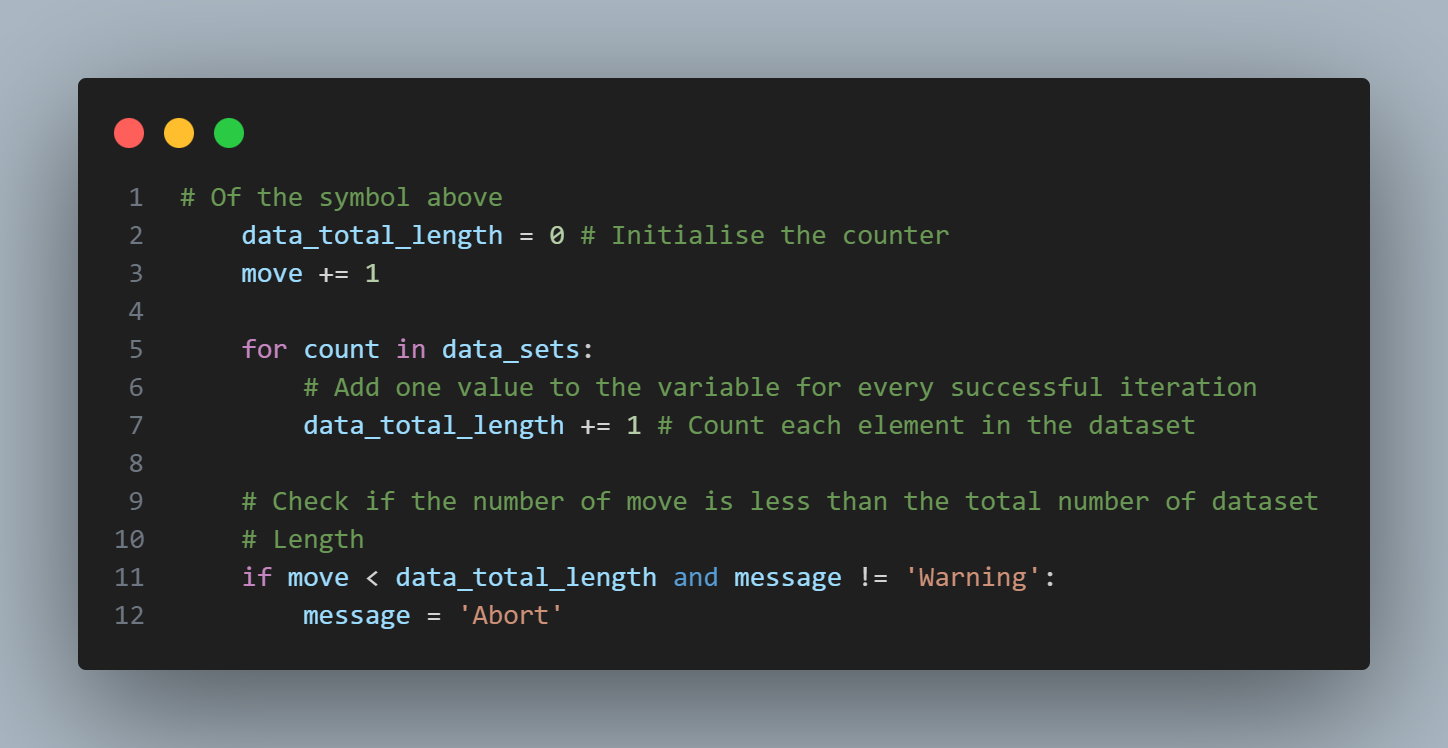 1 # Of the symbol above
2 data_total_length = 0 # Initialise the counter
3 move += 1
4
5 for count in data_sets:
6 # Add one value to the variable for every successful iteration
7 data_total_length += 1 # Count each element in the dataset
8
9 # Check if the number of move is less than the total number of dataset
10 # Length
11 if move < data_total_length and message != 'Warning':
12 message = 'Abort'